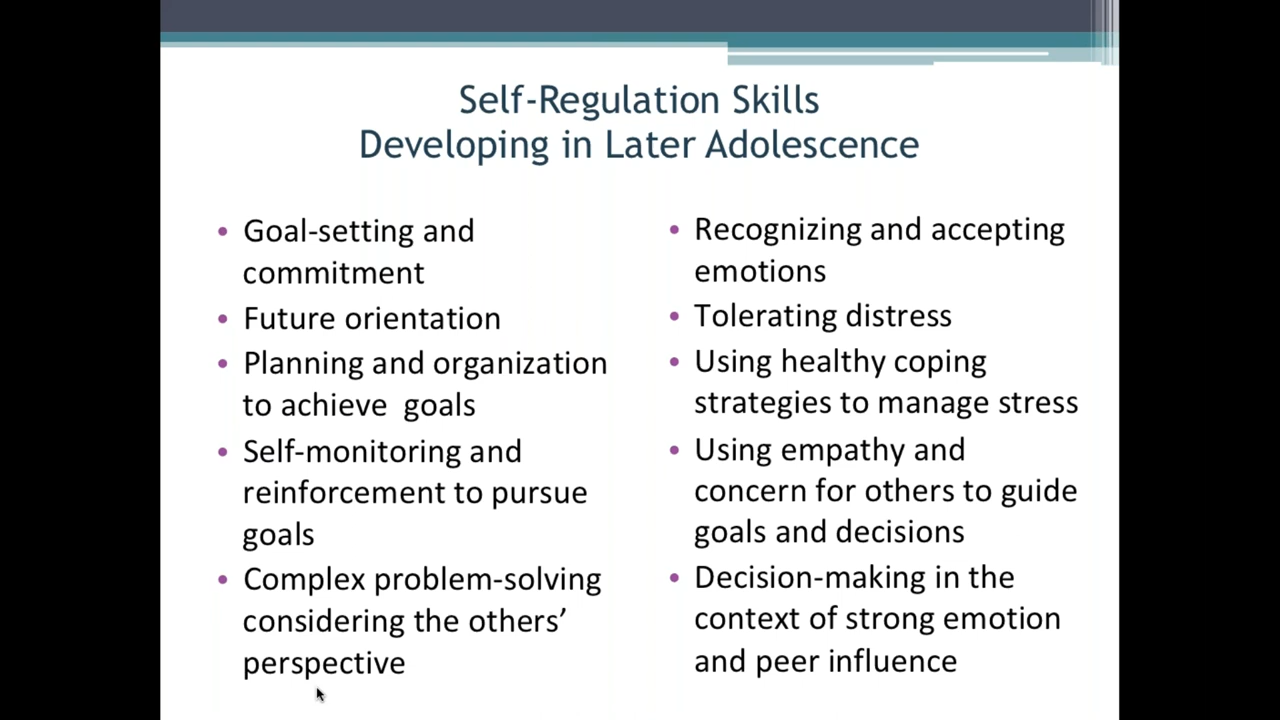 Self-Regulation Skills
Developing in Later Adolescence
• Goal-setting and
commitment
• Future orientation
• Planning and organization
to achieve  goals
• Self-monitoring and
reinforcement to pursue
goals
• Complex problem-solving
considering the others’
perspective
• Recognizing and accepting
emotions
• Tolerating distress
• Using healthy coping
strategies to manage stress
• Using empathy and
concern for others to guide
goals and decisions
• Decision-making in the
context of strong emotion
and peer influence